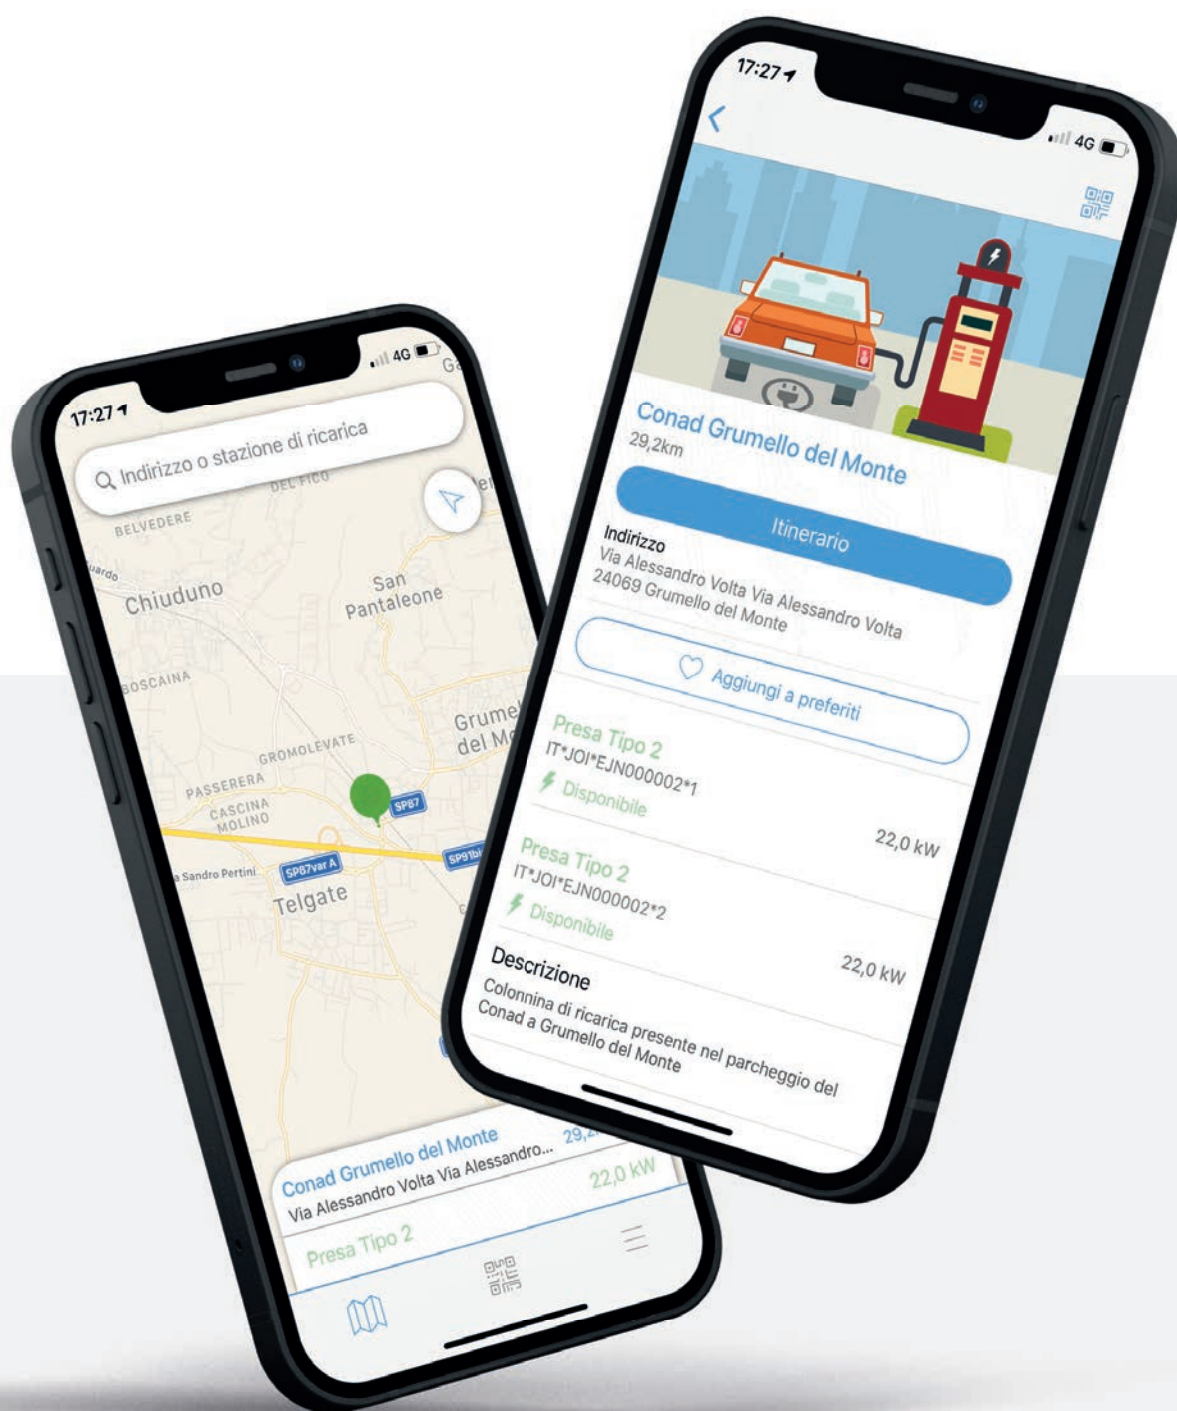 17:27
4G
Indirizzo o stazione di ricarica
DEL FICO
BELVEDERE
Chiuduno
San
Pantaleone
BOSCAINA
GROMOLEVATE
PASSERERA
CASCINA
MOLINO
SP87
SP87var A
Sandro Pertini
Telgate
Conad Grumello del Monte
Via Alessandro Volta Via Alessandro...
22,0 kW
Presa Tipo 2
17:27
4G
Conad Grumello del Monte
29,2km
Itinerario
Indirizzo
Via Alessandro Volta Via Alessandro Volta
24069 Grumello del Monte
Aggiungi a preferiti
Presa Tipo 2
IT*JOI*EJN000002*1
Disponibile
22,0 kW
Presa Tipo 2
IT*JOI*EJN000002*2
Disponibile
22,0 kW
Descrizione
Colonnina di ricarica presente nel parcheggio del
Conad a Grumello del Monte